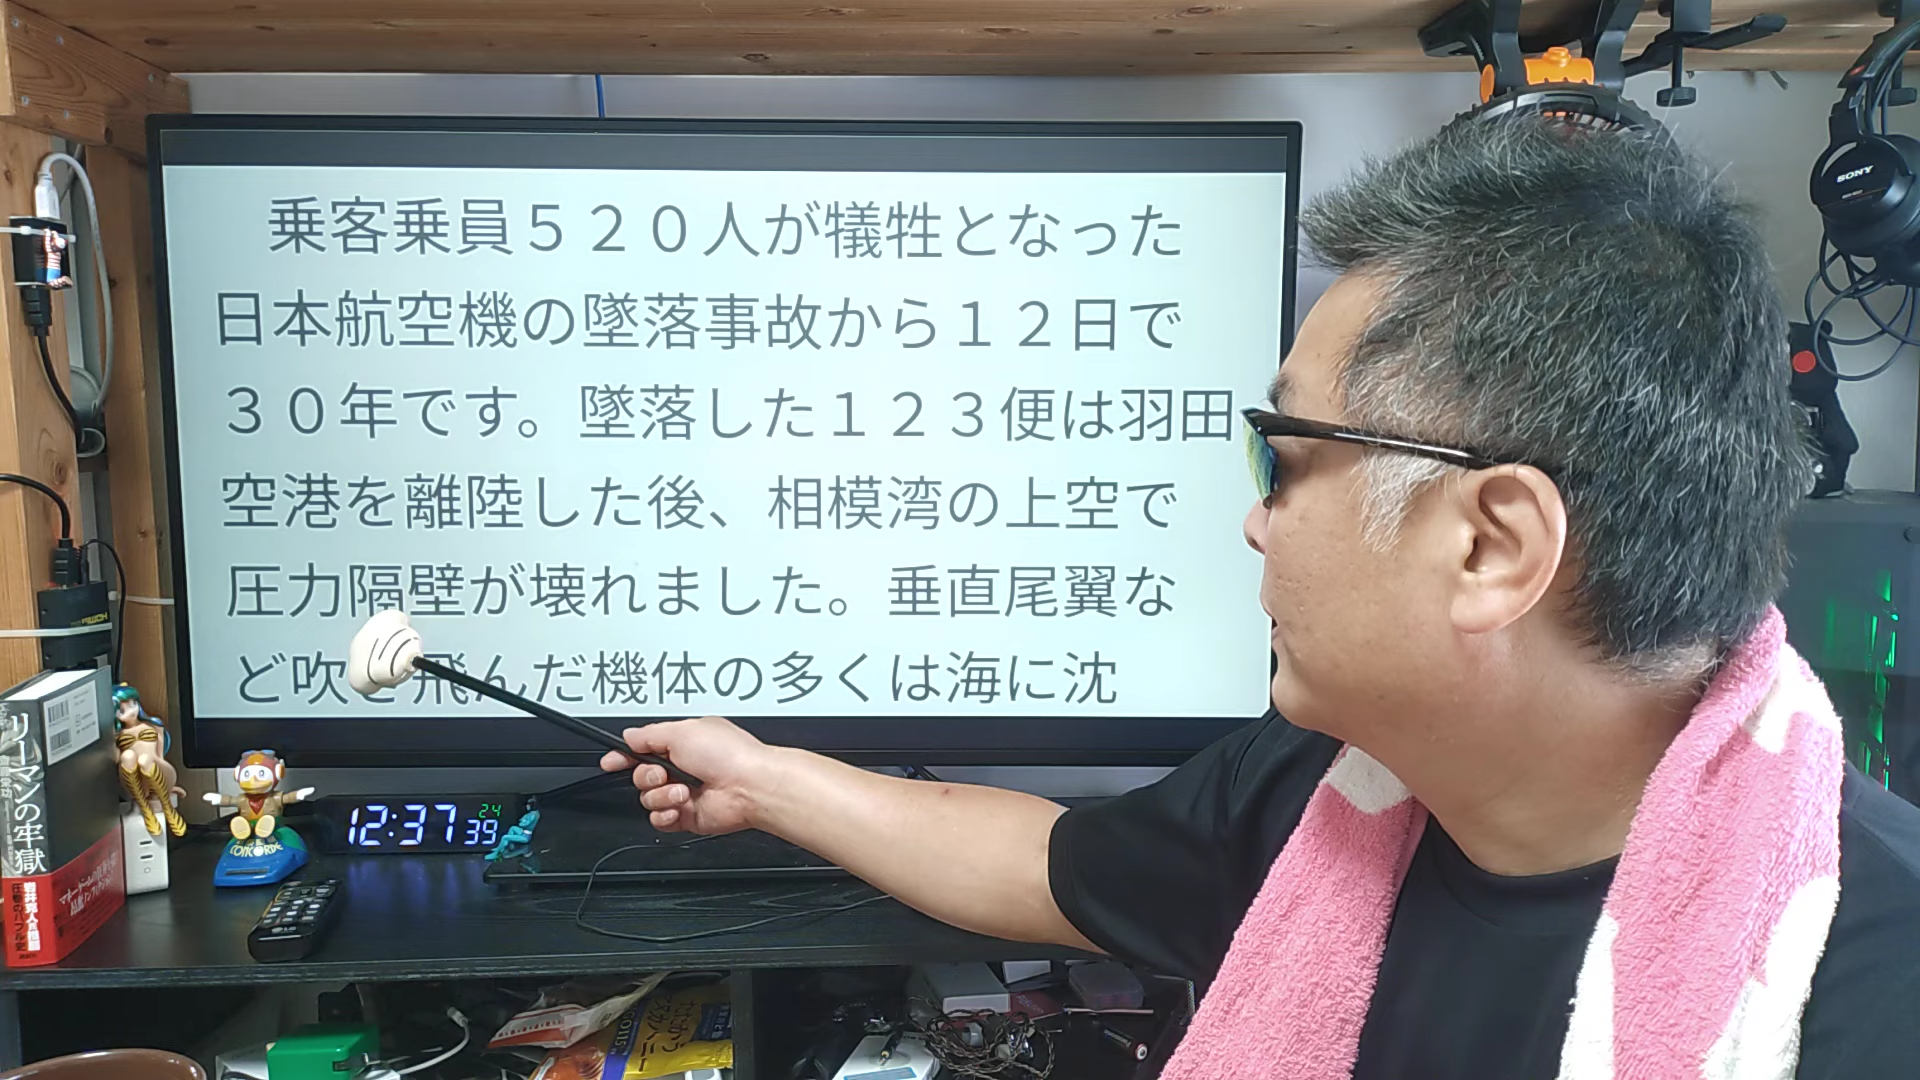 乗客乗員５２０人が犠牲となった
日本航空機の墜落事故から１２日で
３０年です。墜落した１２３便は羽田
空港を離陸した後、相模湾の上空で
圧力隔壁が壊れました。垂直尾翼な
ど吹き飛んだ機体の多くは海に沈
SONY
HDMI
リーマンの牢獄
CONCORDE
12:37 39
24